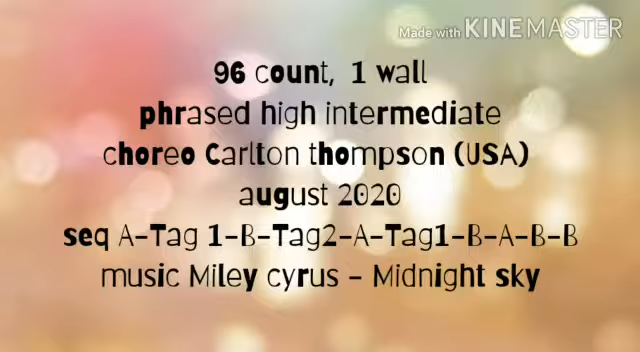 Made with KINEMASTER
96 count, 1 wall
phrased high intermediate
choreo Carlton thompson (USA)
august 2020
seq A-Tag 1-B-Tag2-A-Tag1-B-A-B-B
music Miley cyrus - Midnight sky